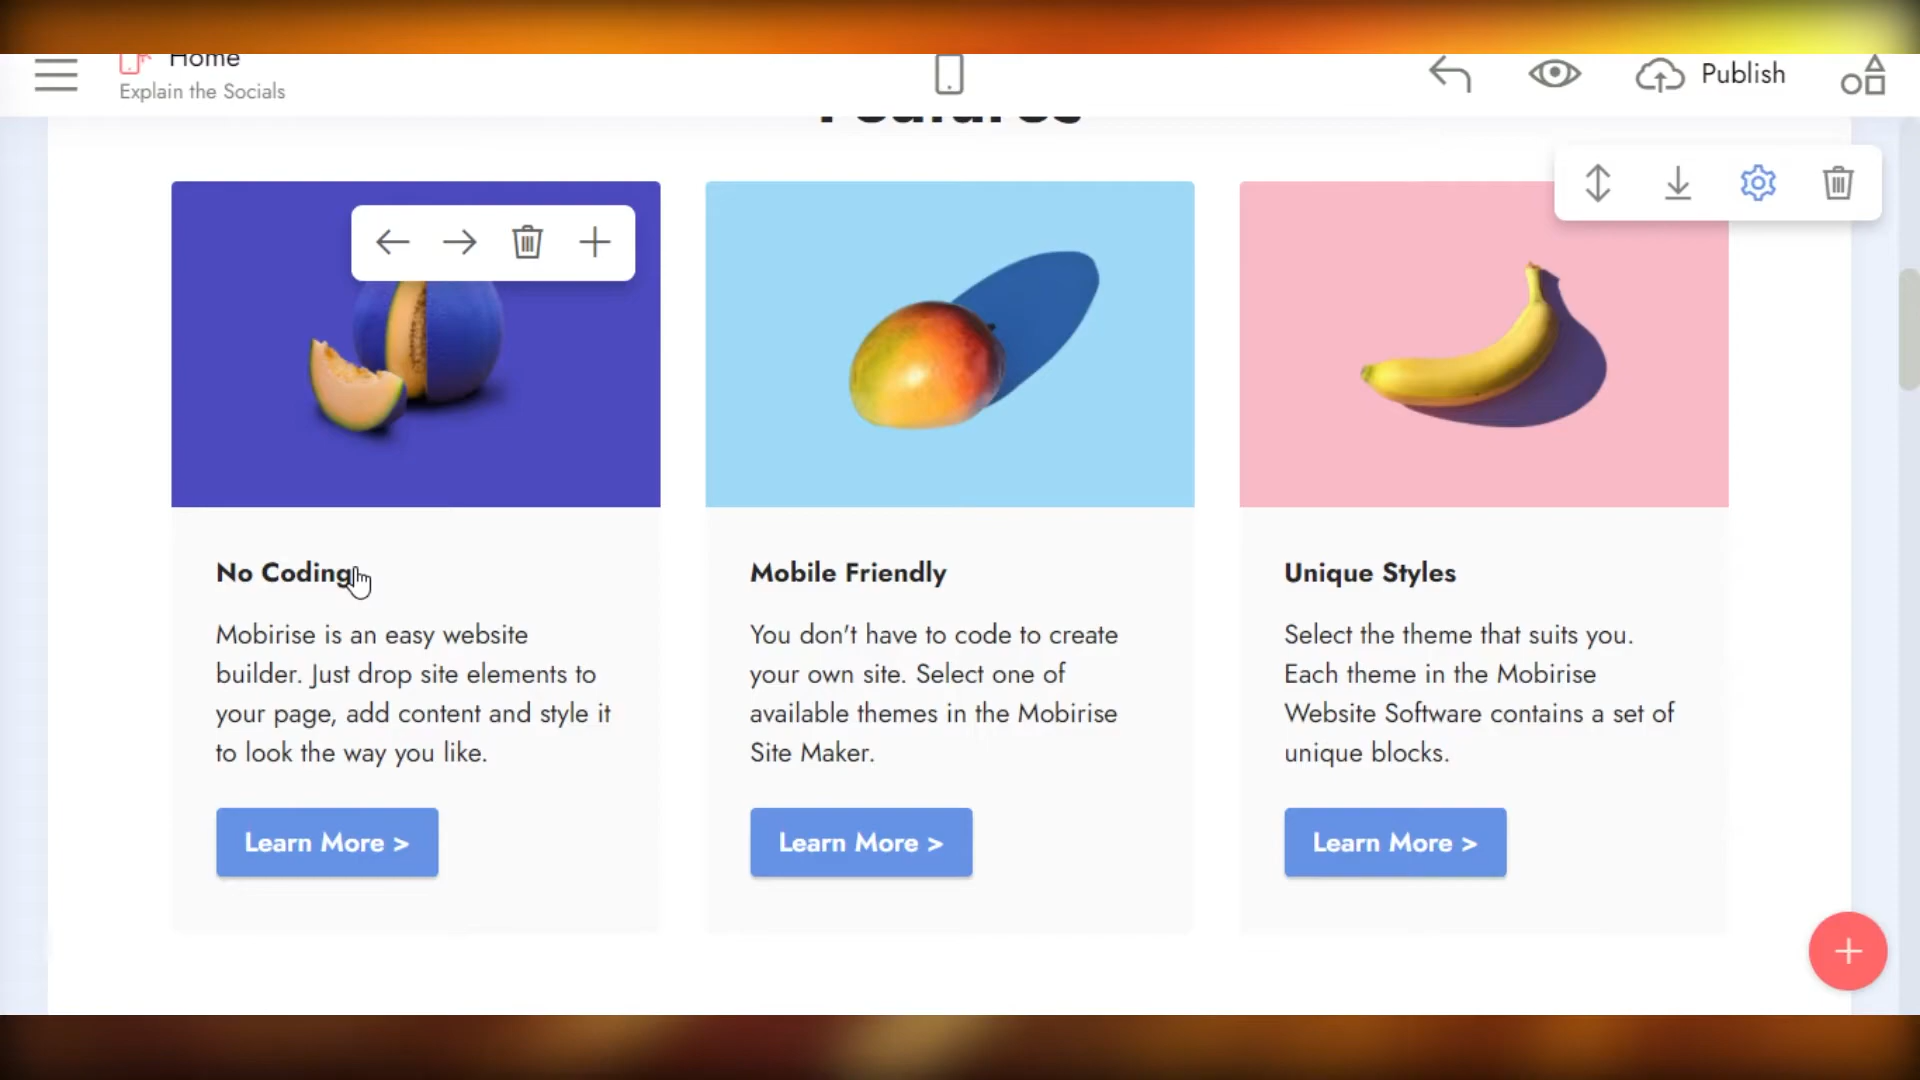 Home
Explain the Socials
Publish
Features
No Coding
Mobirise is an easy website
builder. Just drop site elements to
your page, add content and style it
to look the way you like.
Learn More >
Mobile Friendly
You don't have to code to create
your own site. Select one of
available themes in the Mobirise
Site Maker.
Learn More >
Unique Styles
Select the theme that suits you.
Each theme in the Mobirise
Website Software contains a set of
unique blocks.
Learn More >